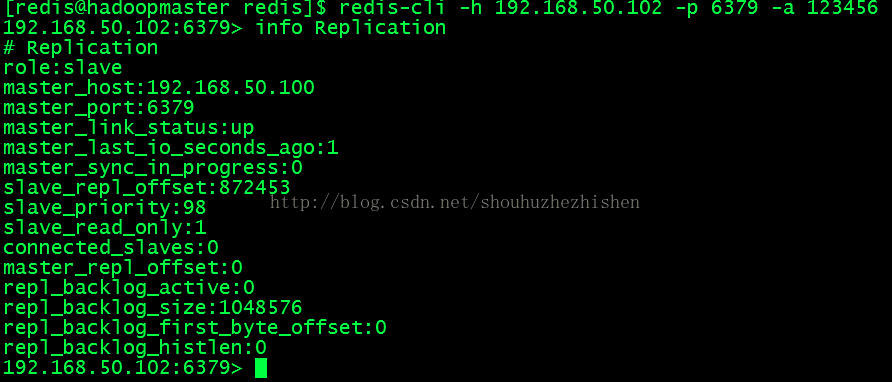 [redis@hadoopmaster redis]$ redis-cli -h 192.168.50.102 -p 6379 -a 123456
192.168.50.102:6379> info Replication
# Replication
role:slave
master_host:192.168.50.100
master_port:6379
master_link_status:up
master_last_io_seconds_ago:1
master_sync_in_progress:0
slave_repl_offset:872453
http://blog.csdn.net/shouhuzhezhishen
slave_priority:98
slave_read_only:1
connected_slaves:0
master_repl_offset:0
repl_backlog_active:0
repl_backlog_size:1048576
repl_backlog_first_byte_offset:0
repl_backlog_histlen:0
192.168.50.102:6379>